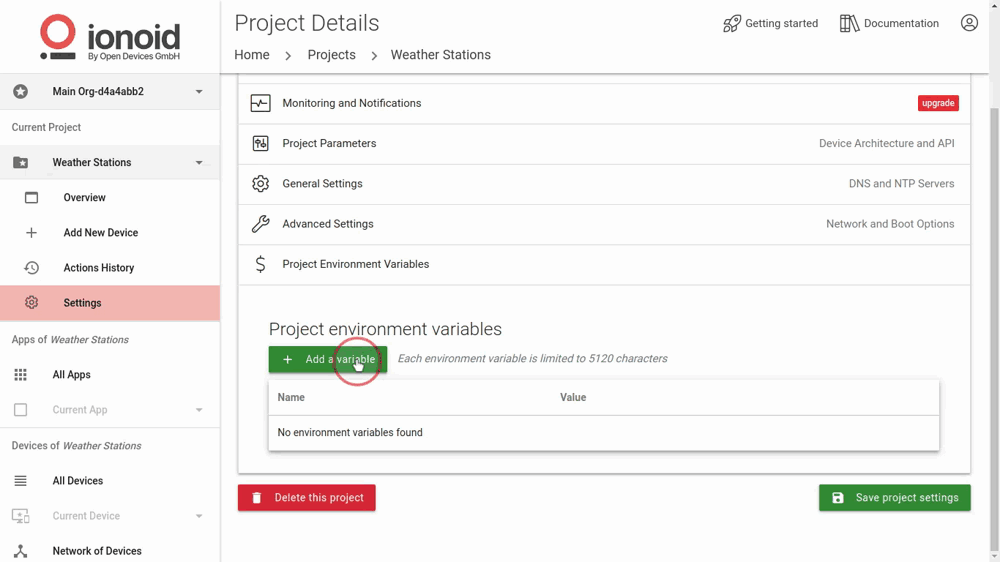 ionoid
By Open Devices GmbH
Main Org-d4a4abb2
Current Project
Weather Stations
Overview
Add New Device
Actions History
Settings
Apps of Weather Stations
All Apps
Current App
Devices of Weather Stations
All Devices
Current Device
Network of Devices
Project Details
Getting started
Documentation
Home > Projects > Weather Stations
Monitoring and Notifications
upgrade
Project Parameters
Device Architecture and API
General Settings
DNS and NTP Servers
Advanced Settings
Network and Boot Options
Project Environment Variables
Project environment variables
+ Add a variable
Each environment variable is limited to 5120 characters
Name
Value
No environment variables found
Delete this project
Save project settings